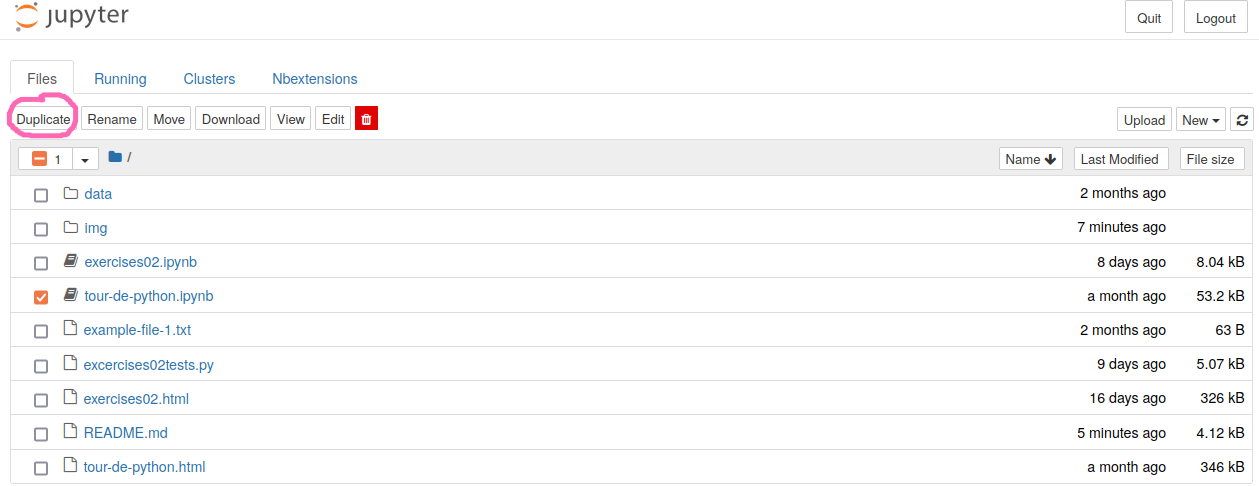 jupyter Quit Logout
Files Running Clusters Nbextensions
Duplicate Rename Move Download View Edit Upload New
1 / Name Last Modified File size
data 2 months ago
img 7 minutes ago
exercises02.ipynb 8 days ago 8.04 kB
tour-de-python.ipynb a month ago 53.2 kB
example-file-1.txt 2 months ago 63 B
excercises02tests.py 9 days ago 5.07 kB
exercises02.html 16 days ago 326 kB
README.md 5 minutes ago 4.12 kB
tour-de-python.html a month ago 346 kB